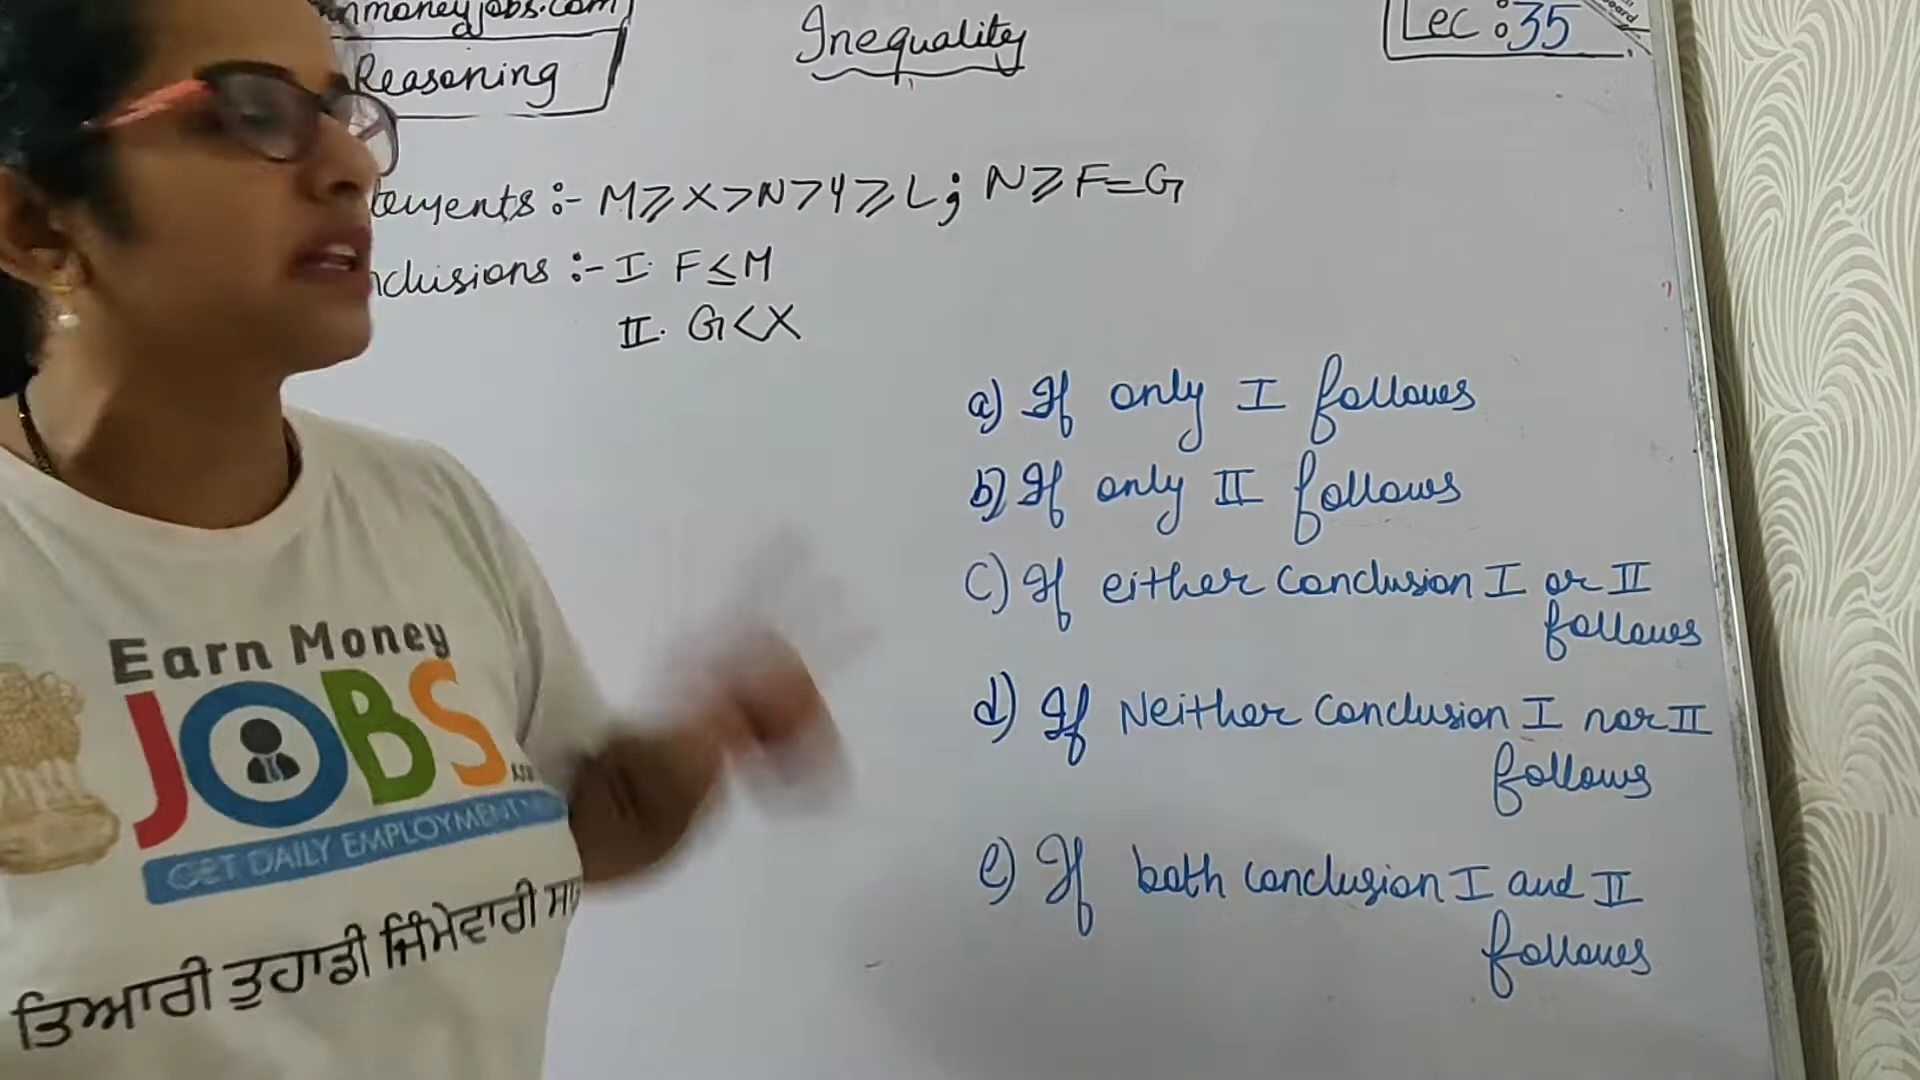 nmoneyjobs.com
Reasoning
Inequality
Lec : 35
tements :- M ⩾ X > N > Y ⩾ L ; N ⩾ F = G
nclusions :- I. F ≤ M
II. G < X
a) If only I follows
b) If only II follows
c) If either conclusion I or II
follows
d) If Neither conclusion I nor II
follows
e) If both conclusion I and II
follows
Earn Money
JOBS
GET DAILY EMPLOYMENT
ਤਿਆਰੀ ਤੁਹਾਡੀ ਜਿੰਮੇਵਾਰੀ